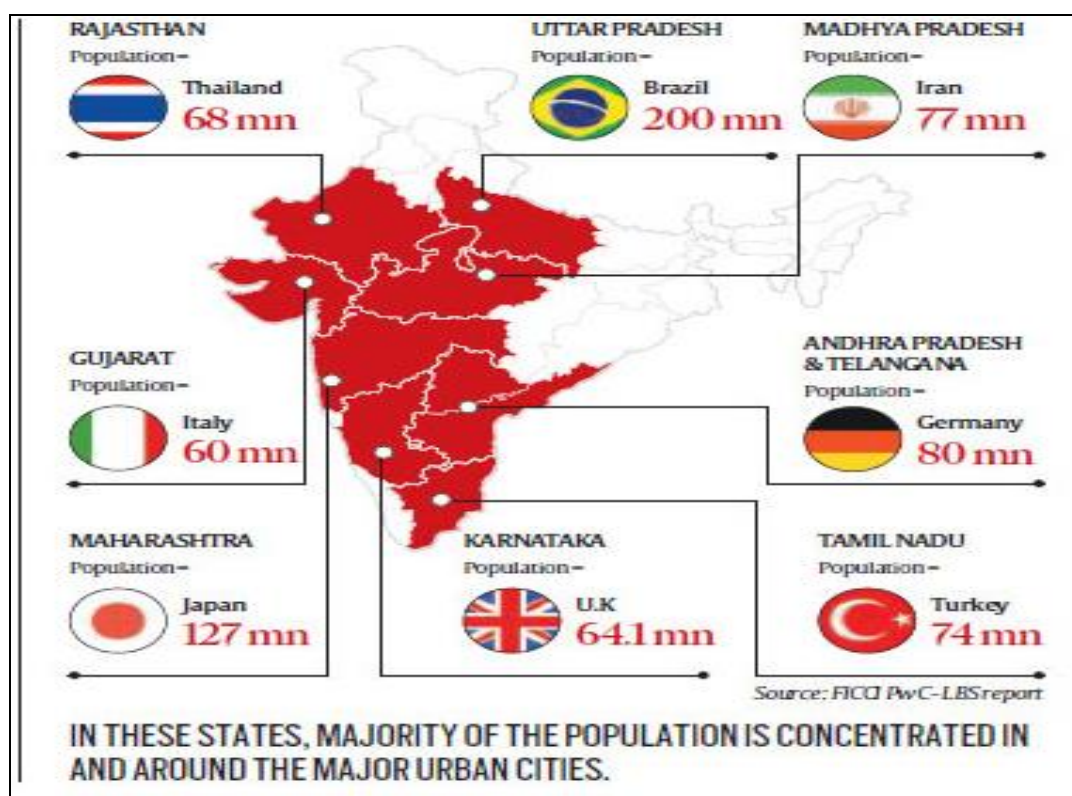 RAJASTHAN
Population=
Thailand
68 mn
UTTAR PRADESH
Population=
Brazil
200 mn
MADHYA PRADESH
Population=
Iran
77 mn
GUJARAT
Population=
Italy
60 mn
ANDHRA PRADESH
& TELANGANA
Population=
Germany
80 mn
MAHARASHTRA
Population=
Japan
127 mn
KARNATAKA
Population=
U.K
64.1 mn
TAMIL NADU
Population=
Turkey
74 mn
Source: FICCI PwC-LBS report
IN THESE STATES, MAJORITY OF THE POPULATION IS CONCENTRATED IN
AND AROUND THE MAJOR URBAN CITIES.